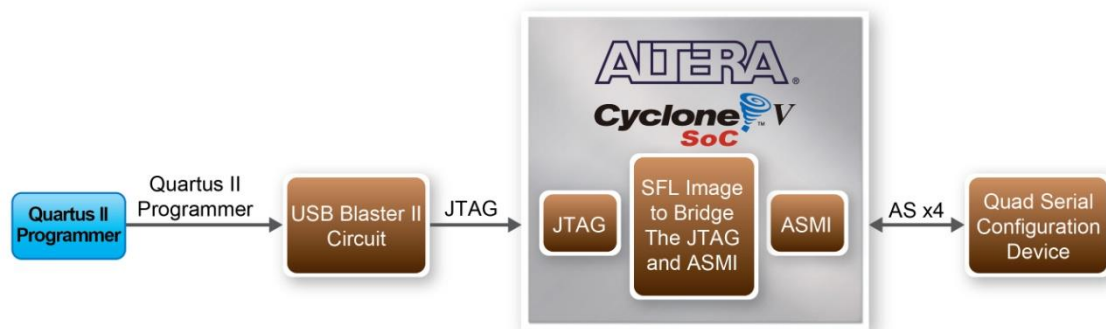 ALTERA®
Cyclone™ V
SoC
Quartus II
Programmer
Quartus II
Programmer
USB Blaster II
Circuit
JTAG
JTAG
SFL Image
to Bridge
The JTAG
and ASMI
ASMI
AS x4
Quad Serial
Configuration
Device